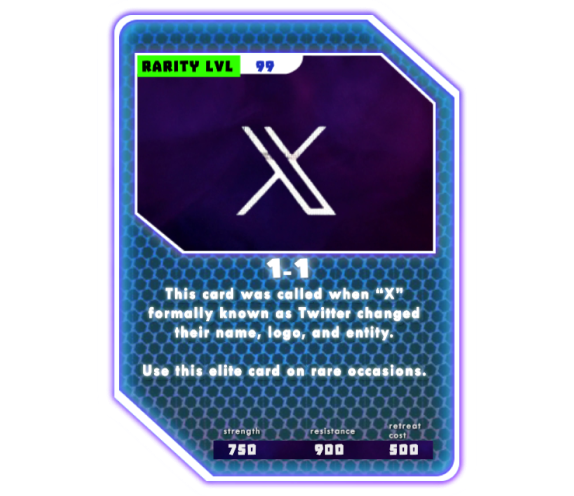 RARITY LVL 99
X
1-1
This card was called when “X”
formally known as Twitter changed
their name, logo, and entity.
Use this elite card on rare occasions.
strength resistance retreat cost
750 900 500